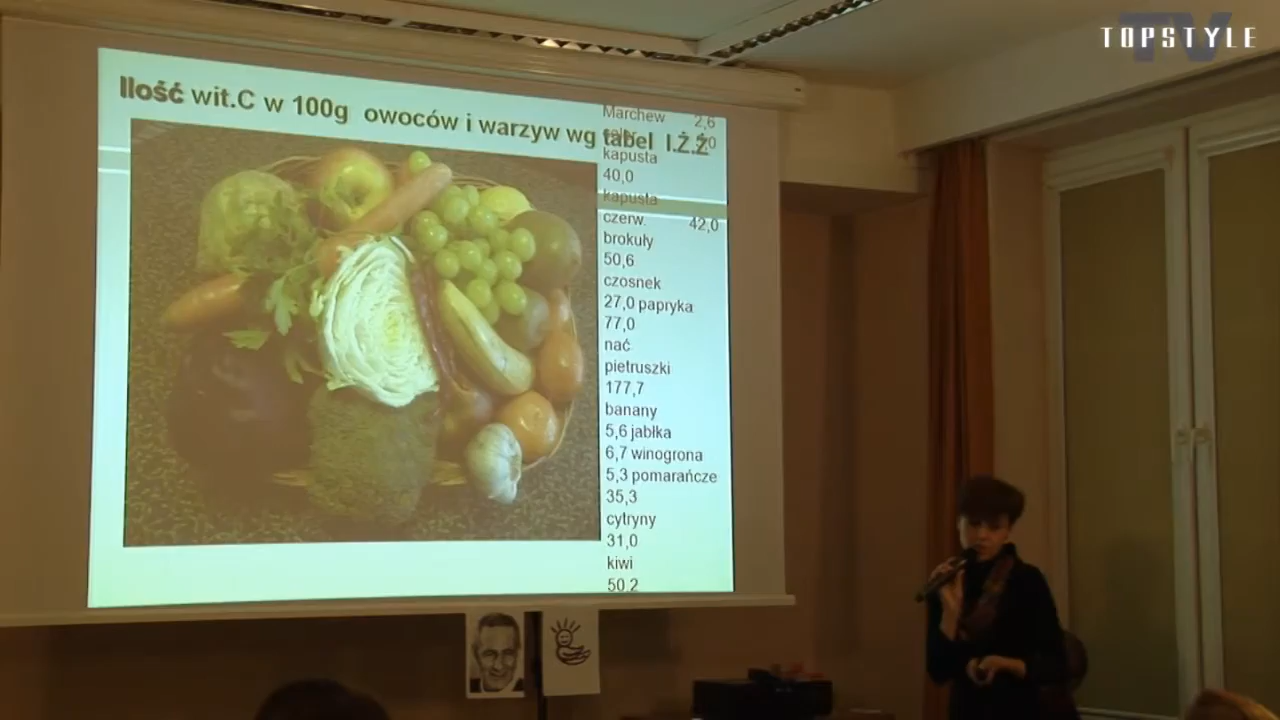 TV
TOPSTYLE
Ilość wit.C w 100g owoców i warzyw wg tabel I.Ż.Ż
Marchew 2,6
kapusta
40,0
kapusta
czerw. 42,0
brokuły
50,6
czosnek
27,0 papryka
77,0
nać
pietruszki
177,7
banany
5,6 jabłka
6,7 winogrona
5,3 pomarańcze
35,3
cytryny
31,0
kiwi
50,2